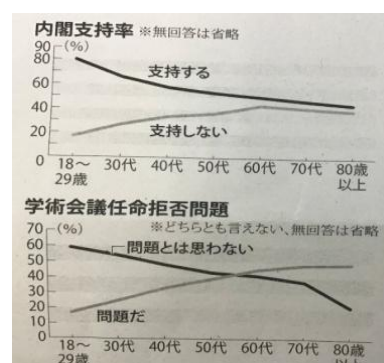 内閣支持率 ※無回答は省略
90 (%)
80
60
40
20
0
支持する
支持しない
18〜29歳 30代 40代 50代 60代 70代 80歳以上
学術会議任命拒否問題
※どちらとも言えない、無回答は省略
70 (%)
60
50
40
30
20
10
0
問題とは思わない
問題だ
18〜29歳 30代 40代 50代 60代 70代 80歳以上